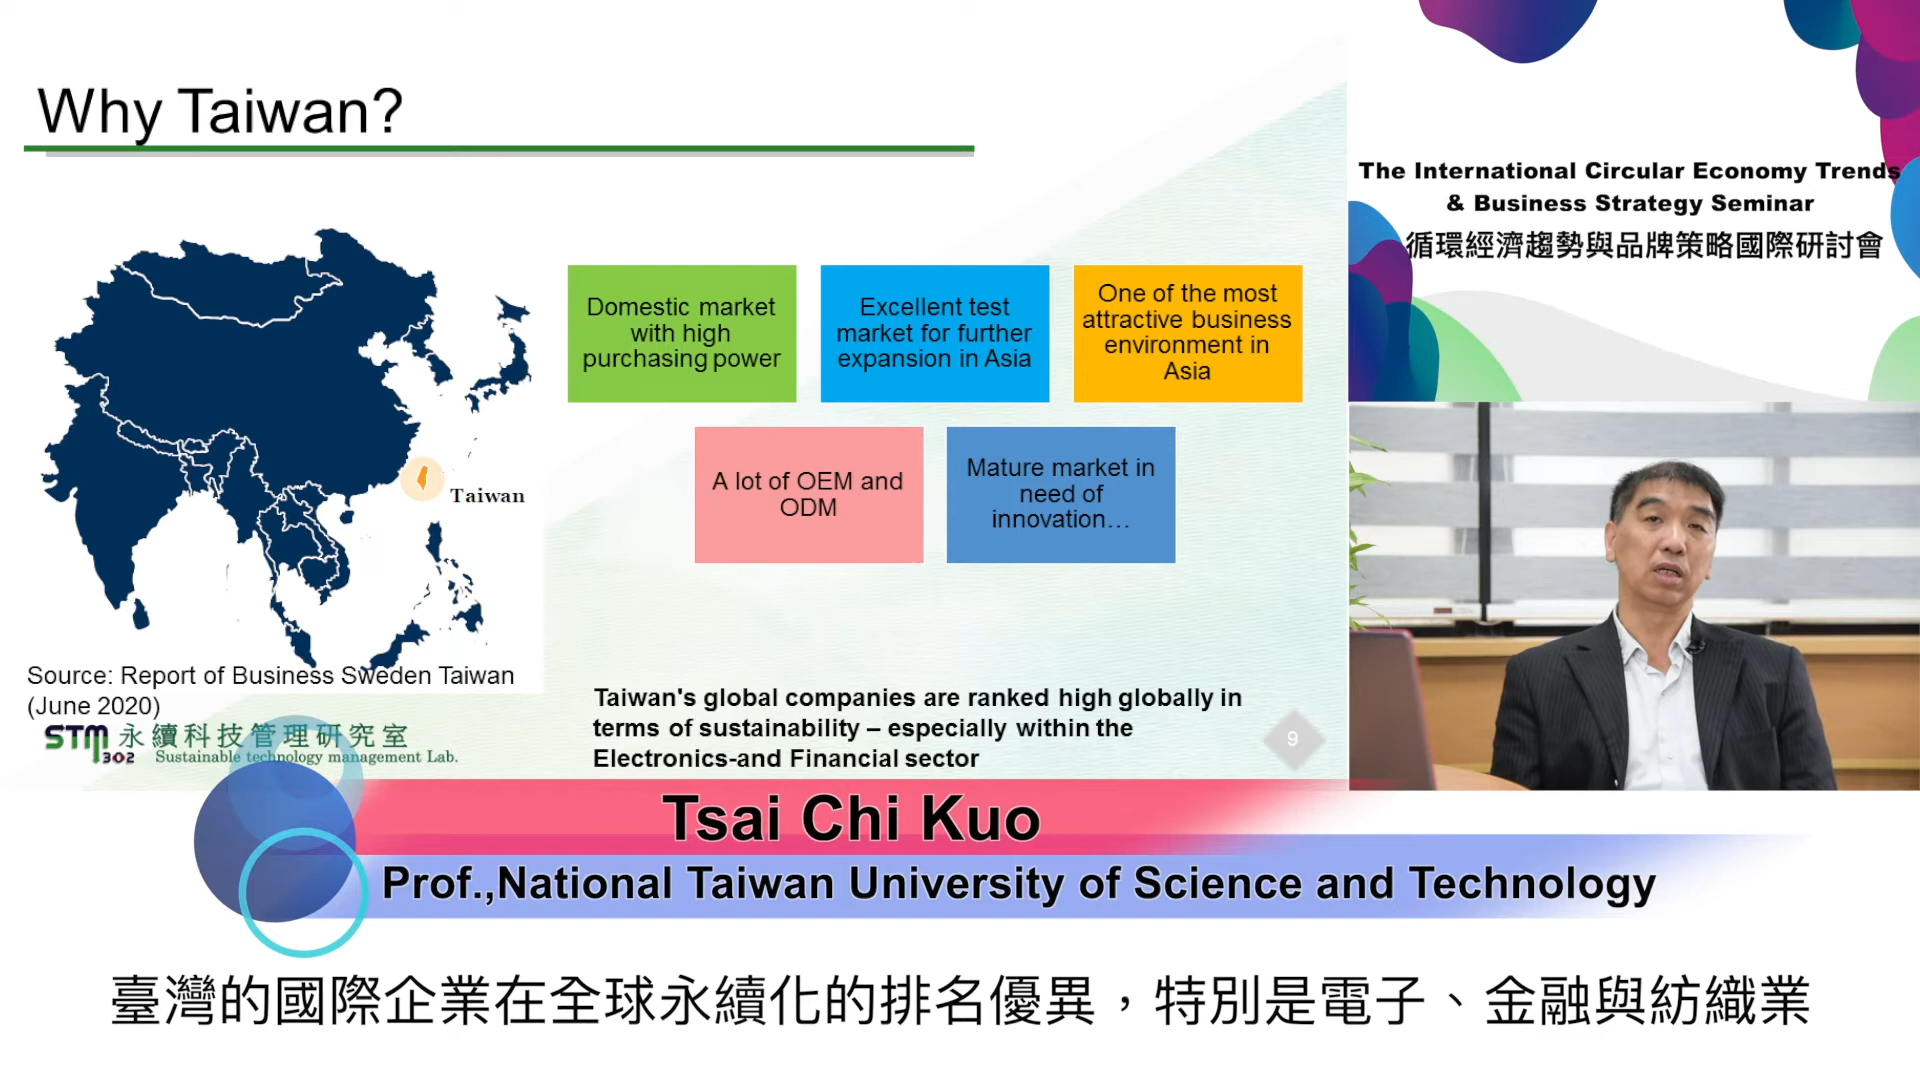 Why Taiwan?
The International Circular Economy Trends
& Business Strategy Seminar
循環經濟趨勢與品牌策略國際研討會
Domestic market
with high
purchasing power
Excellent test
market for further
expansion in Asia
One of the most
attractive business
environment in
Asia
A lot of OEM and
ODM
Mature market in
need of
innovation…
Taiwan
Source: Report of Business Sweden Taiwan
(June 2020)
STM 302
永續科技管理研究室
Sustainable technology management Lab.
Taiwan's global companies are ranked high globally in
terms of sustainability – especially within the
Electronics-and Financial sector
9
Tsai Chi Kuo
Prof.,National Taiwan University of Science and Technology
臺灣的國際企業在全球永續化的排名優異，特別是電子、金融與紡織業